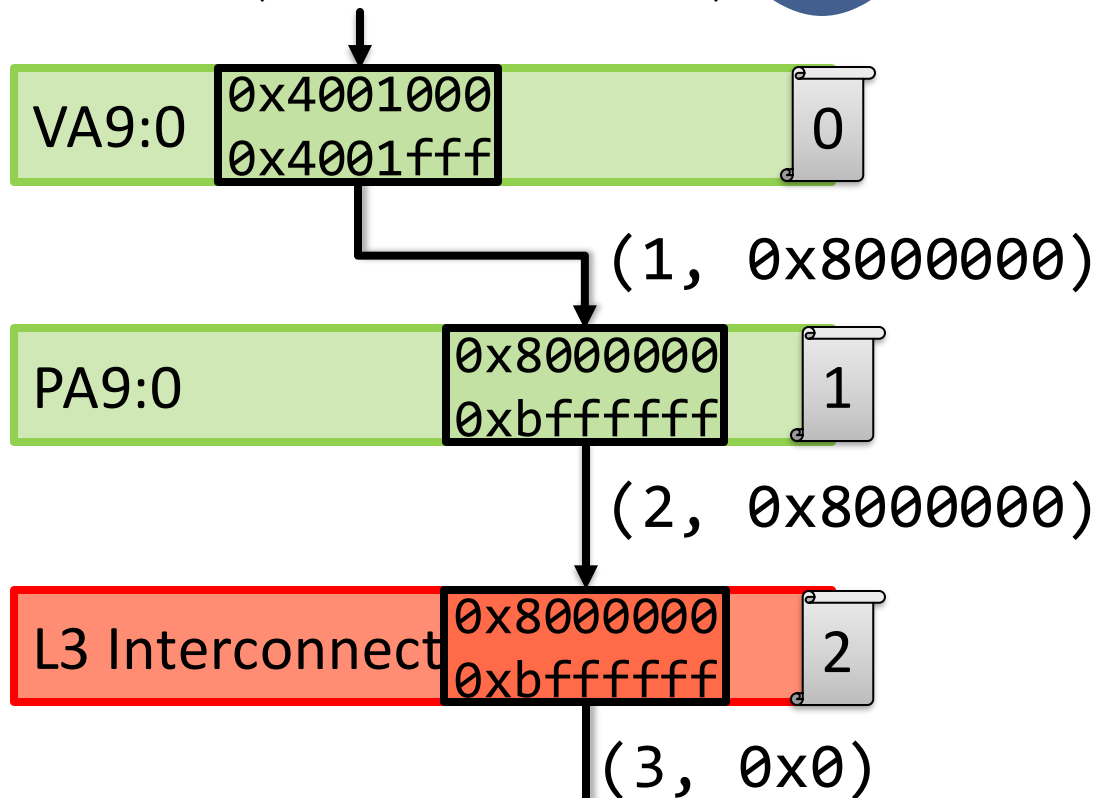 VA9:0
0x4001000
0x4001fff
0
(1, 0x8000000)
PA9:0
0x8000000
0xbffffff
1
(2, 0x8000000)
L3 Interconnect
0x8000000
0xbffffff
2
(3, 0x0)